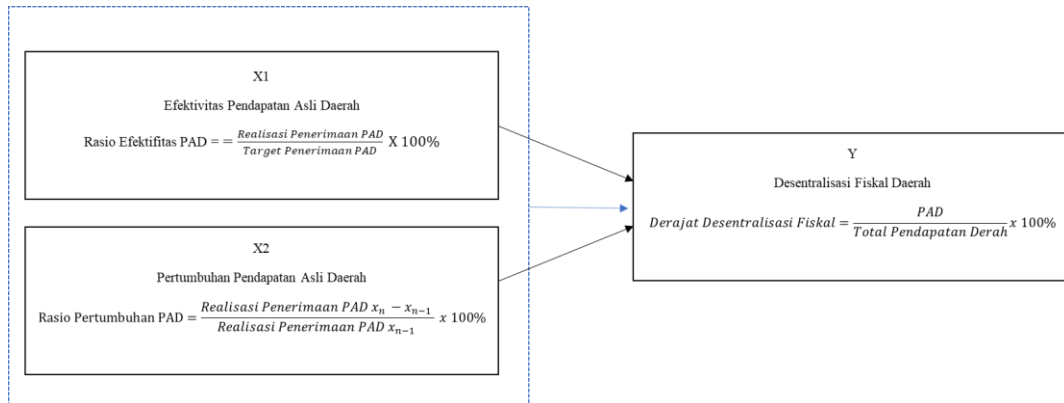 X1
Efektivitas Pendapatan Asli Daerah
Rasio Efektifitas PAD = = Realisasi Penerimaan PAD / Target Penerimaan PAD X 100%
X2
Pertumbuhan Pendapatan Asli Daerah
Rasio Pertumbuhan PAD = Realisasi Penerimaan PAD xₙ − xₙ₋₁ / Realisasi Penerimaan PAD xₙ₋₁ x 100%
Y
Desentralisasi Fiskal Daerah
Derajat Desentralisasi Fiskal = PAD / Total Pendapatan Derah x 100%